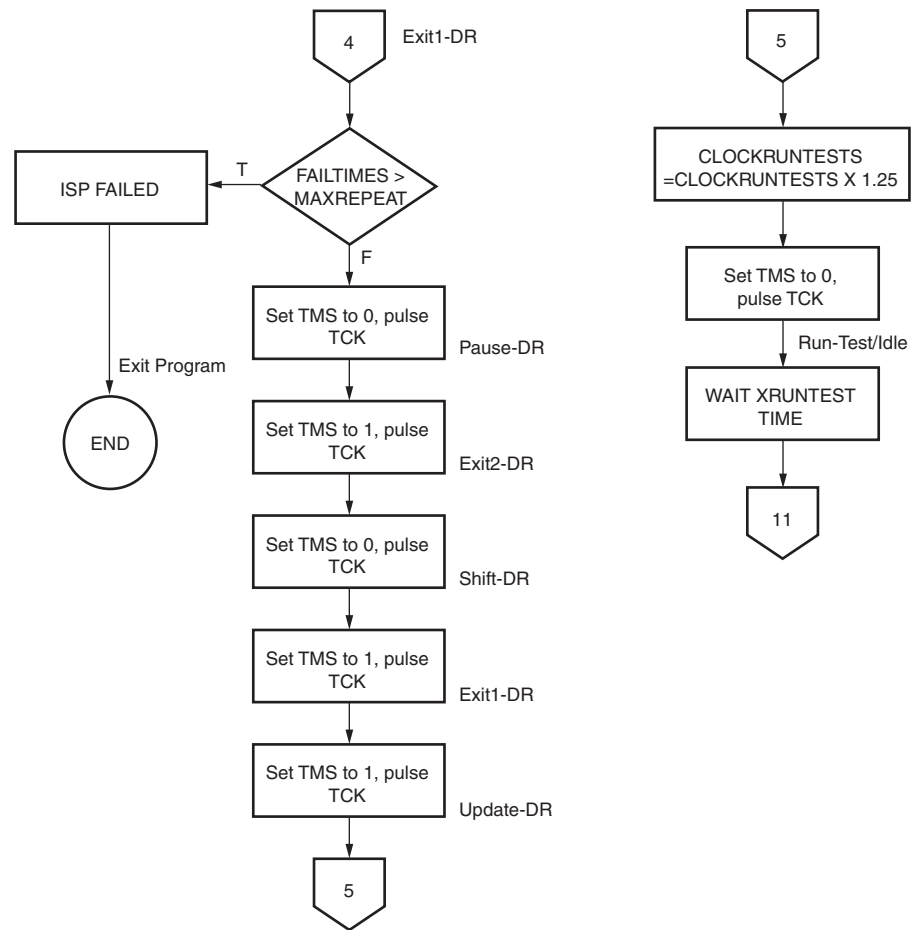 4
Exit1-DR
FAILTIMES >
MAXREPEAT
T
ISP FAILED
Exit Program
END
F
Set TMS to 0, pulse
TCK
Pause-DR
Set TMS to 1, pulse
TCK
Exit2-DR
Set TMS to 0, pulse
TCK
Shift-DR
Set TMS to 1, pulse
TCK
Exit1-DR
Set TMS to 1, pulse
TCK
Update-DR
5
5
CLOCKRUNTESTS
=CLOCKRUNTESTS X 1.25
Set TMS to 0,
pulse TCK
Run-Test/Idle
WAIT XRUNTEST
TIME
11